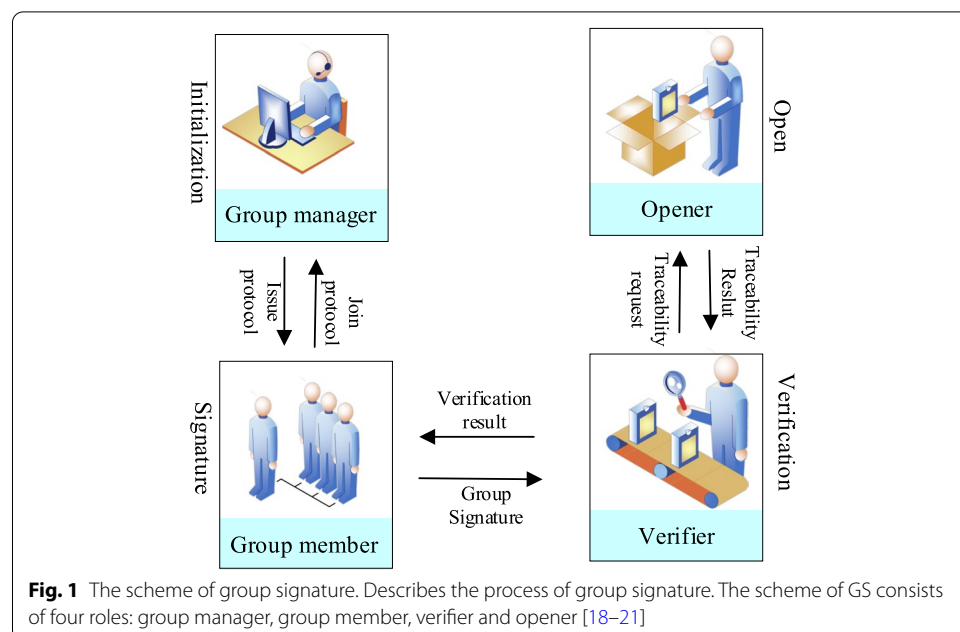 Initialization
Group manager
Open
Opener
Issue
protocol
Join
protocol
Traceability
request
Traceability
Reslut
Signature
Group member
Verification
result
Group
Signature
Verification
Verifier
Fig. 1 The scheme of group signature. Describes the process of group signature. The scheme of GS consists
of four roles: group manager, group member, verifier and opener [18–21]